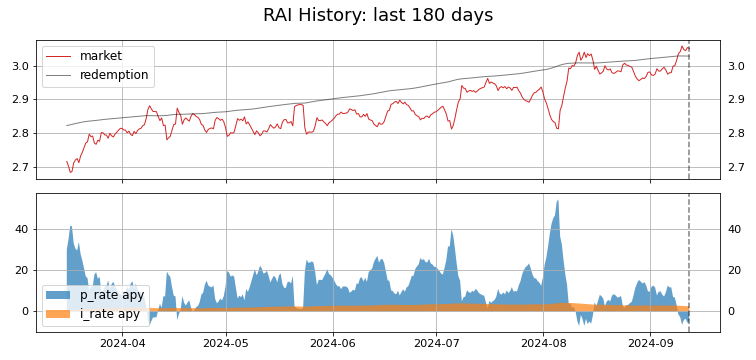 RAI History: last 180 days
market
redemption
3.0 3.0
2.9 2.9
2.8 2.8
2.7 2.7
40 40
20 20
0 0
p_rate apy
i_rate apy
2024-04 2024-05 2024-06 2024-07 2024-08 2024-09